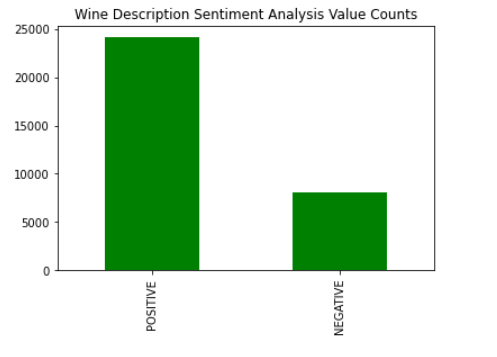 Wine Description Sentiment Analysis Value Counts
25000
20000
15000
10000
5000
0
POSITIVE
NEGATIVE